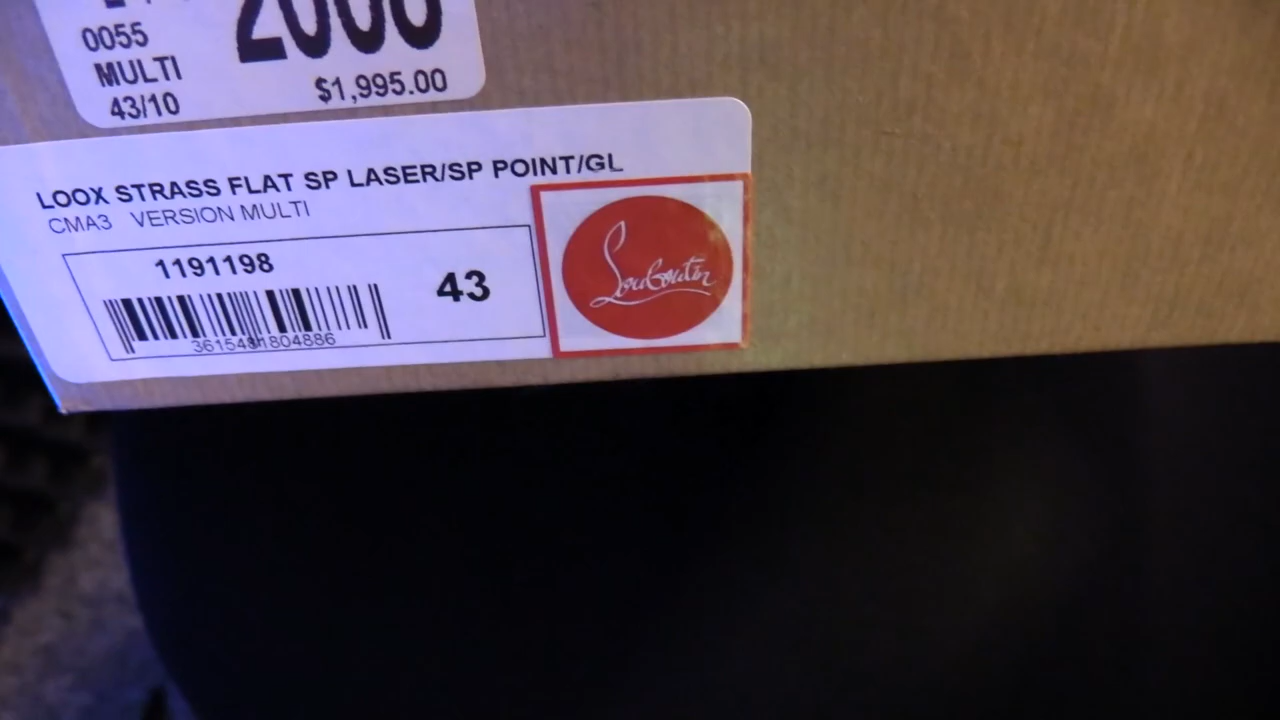 0055
MULTI
43/10
$1,995.00
LOOX STRASS FLAT SP LASER/SP POINT/GL
CMA3 VERSION MULTI
1191198
43
3615481804886
Louboutin